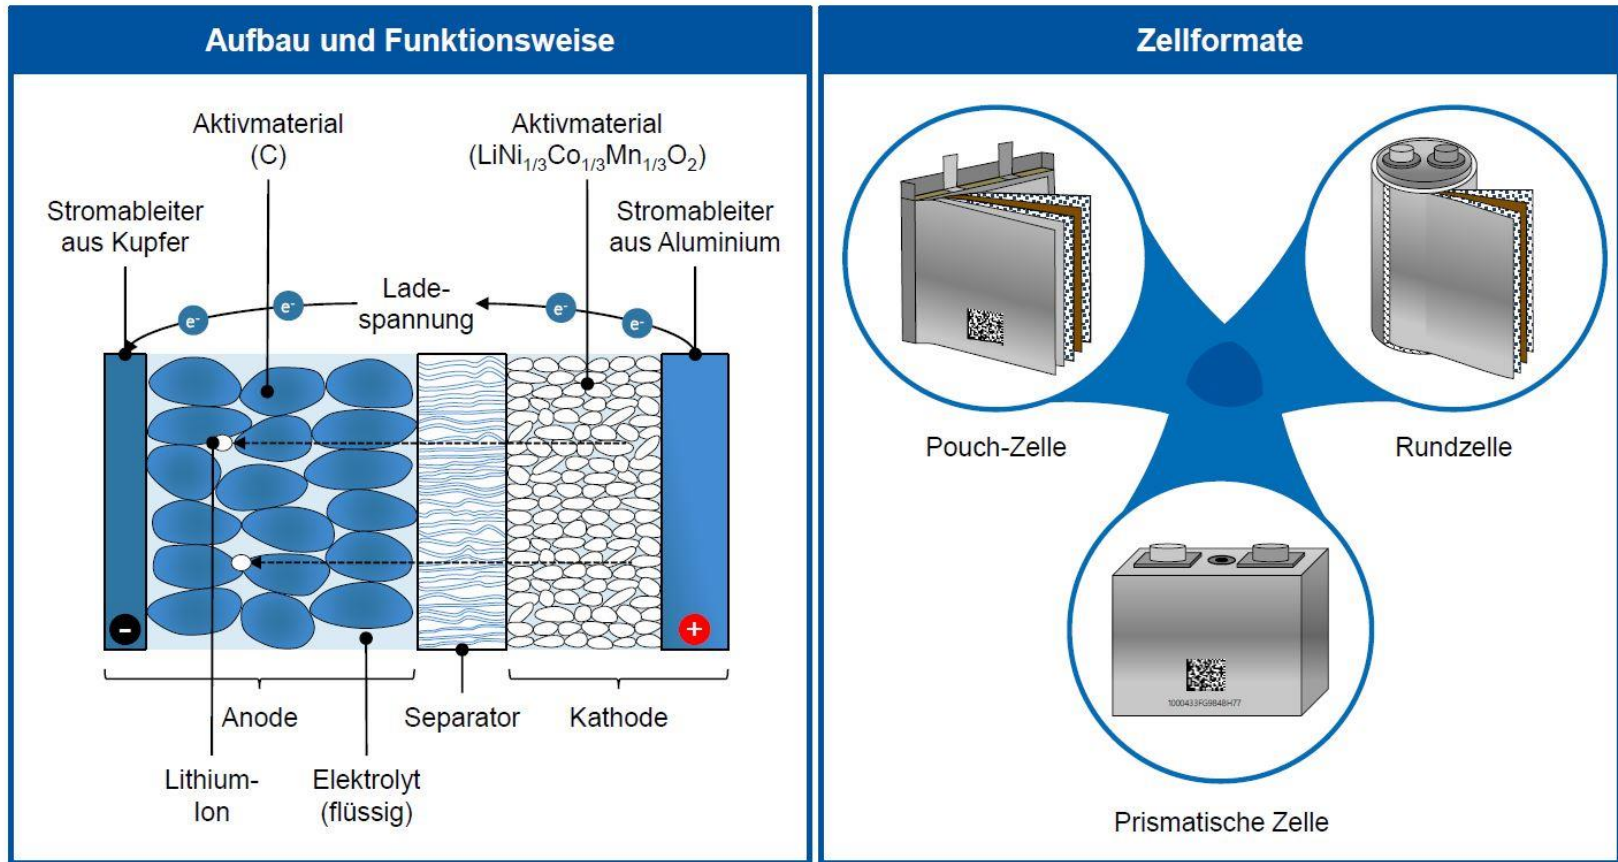 Aufbau und Funktionsweise
Aktivmaterial
(C)
Aktivmaterial
(LiNi1/3Co1/3Mn1/3O2)
Stromableiter
aus Kupfer
Stromableiter
aus Aluminium
Lade-
spannung
e-
e-
e-
e-
-
+
Anode
Separator
Kathode
Lithium-
Ion
Elektrolyt
(flüssig)
Zellformate
Pouch-Zelle
Rundzelle
1000433FG9848H77
Prismatische Zelle